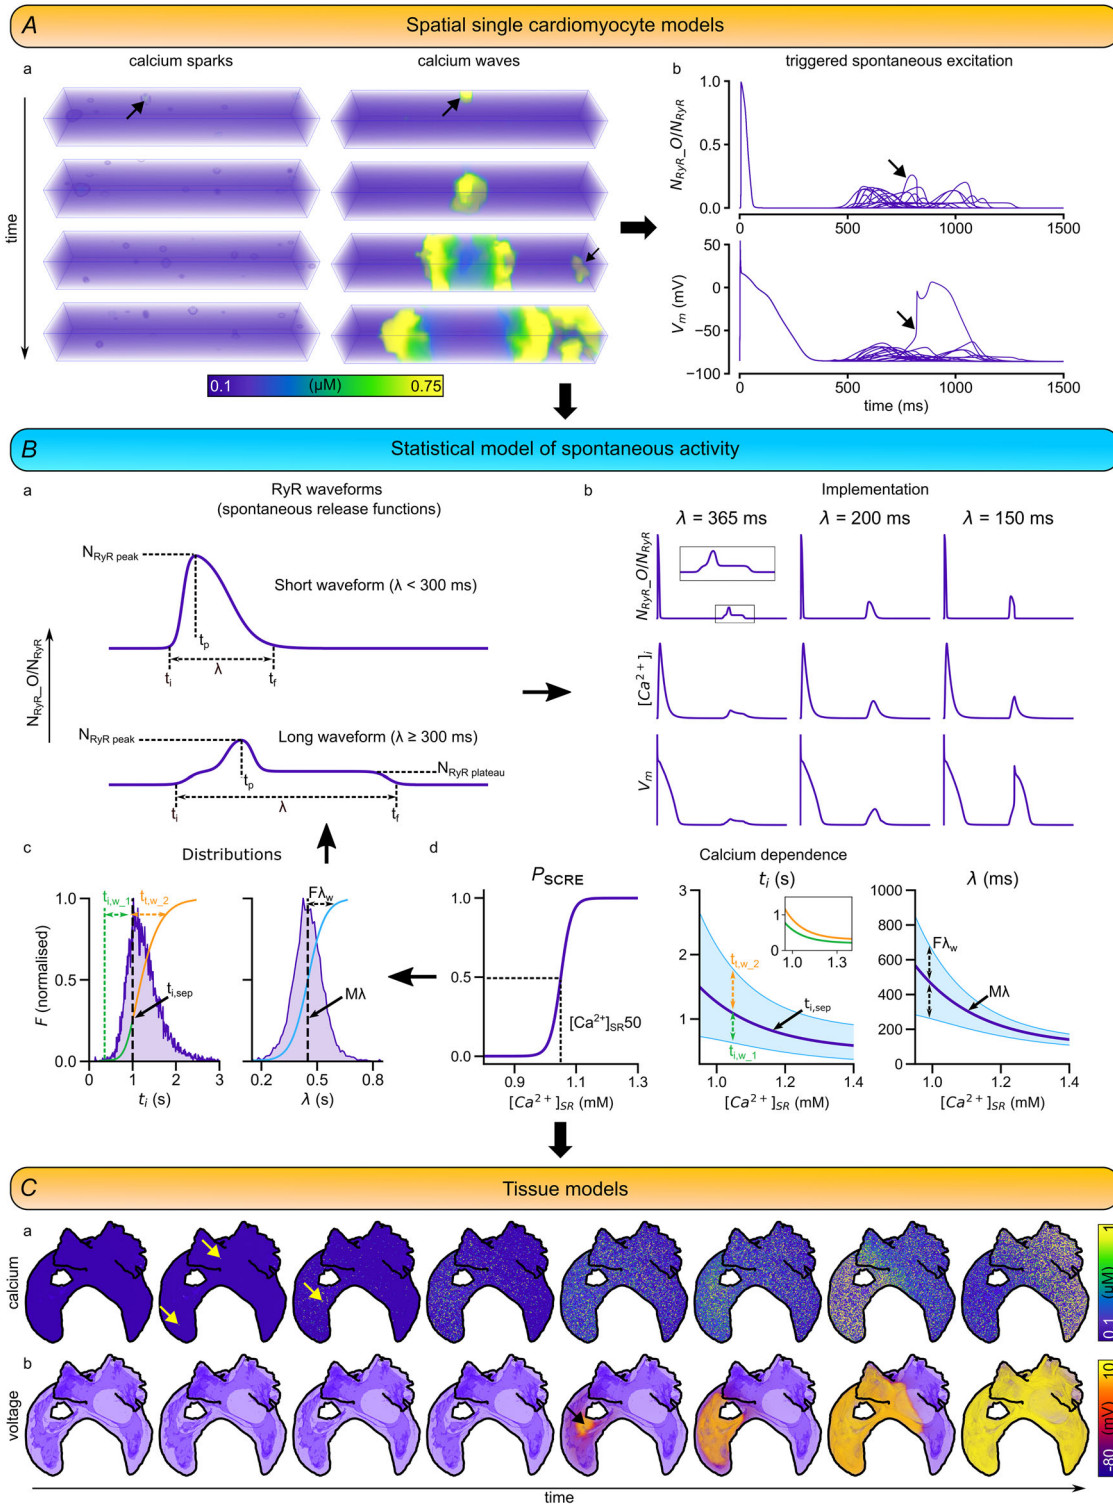 A Spatial single cardiomyocyte models
a calcium sparks calcium waves
time
0.1 (μM) 0.75
b triggered spontaneous excitation
N_RyR_O/N_RyR
1.0
0.5
0.0
0 500 1000 1500
V_m (mV)
50
0
−50
−100
0 500 1000 1500
time (ms)
B Statistical model of spontaneous activity
a RyR waveforms
(spontaneous release functions)
N_RyR_O/N_RyR
N_RyR peak
Short waveform (λ < 300 ms)
t_p
λ
t_i t_f
N_RyR peak
Long waveform (λ ≥ 300 ms)
N_RyR plateau
t_p
λ
t_i t_f
b Implementation
λ = 365 ms λ = 200 ms λ = 150 ms
N_RyR_O/N_RyR
[Ca²⁺]_i
V_m
c Distributions
F (normalised)
1.0
0.5
0.0
t_i,w_1 t_t,w_2
t_i,sep
0 1 2 3
t_i (s)
Fλ_w
Mλ
0.2 0.5 0.8
λ (s)
d Calcium dependence
P_SCRE
1.0
0.5
0.0
[Ca²⁺]_SR50
0.9 1.1 1.3
[Ca²⁺]_SR (mM)
t_i (s)
3
2
1
1
0
1.0 1.3
t_t,w_2
t_i,sep
t_i,w_1
1.0 1.2 1.4
[Ca²⁺]_SR (mM)
λ (ms)
1000
800
600
400
200
0
Fλ_w
Mλ
1.0 1.2 1.4
[Ca²⁺]_SR (mM)
C Tissue models
a
calcium
0.1 (μM) 1
b
voltage
-80 (mV) 10
time